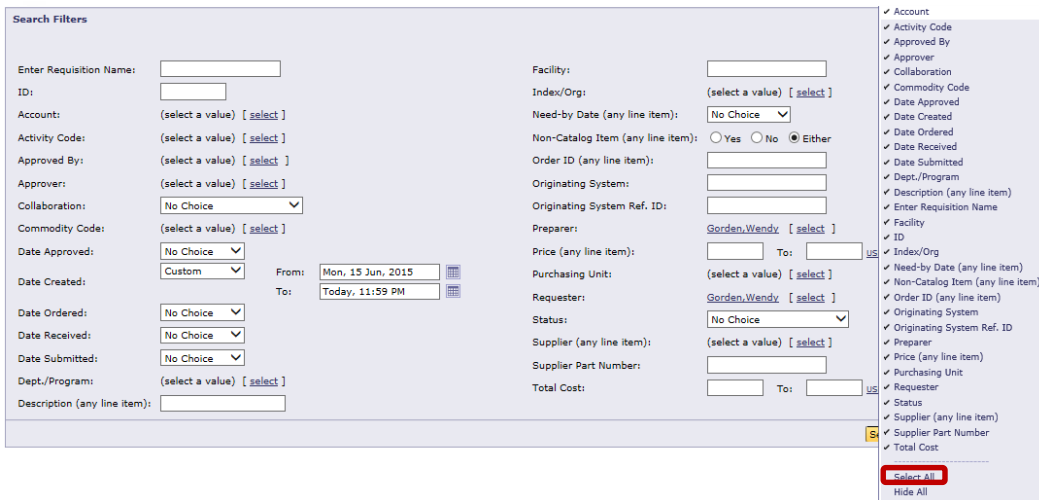 Search Filters
Enter Requisition Name:
ID:
Account: (select a value) [ select ]
Activity Code: (select a value) [ select ]
Approved By: (select a value) [ select ]
Approver: (select a value) [ select ]
Collaboration: No Choice
Commodity Code: (select a value) [ select ]
Date Approved: No Choice
Date Created: Custom From: Mon, 15 Jun, 2015
To: Today, 11:59 PM
Date Ordered: No Choice
Date Received: No Choice
Date Submitted: No Choice
Dept./Program: (select a value) [ select ]
Description (any line item):
Facility:
Index/Org: (select a value) [ select ]
Need-by Date (any line item): No Choice
Non-Catalog Item (any line item): Yes No Either
Order ID (any line item):
Originating System:
Originating System Ref. ID:
Preparer: Gorden,Wendy [ select ]
Price (any line item): To: US
Purchasing Unit: (select a value) [ select ]
Requester: Gorden,Wendy [ select ]
Status: No Choice
Supplier (any line item): (select a value) [ select ]
Supplier Part Number:
Total Cost: To: US
Se
✔ Account
✔ Activity Code
✔ Approved By
✔ Approver
✔ Collaboration
✔ Commodity Code
✔ Date Approved
✔ Date Created
✔ Date Ordered
✔ Date Received
✔ Date Submitted
✔ Dept./Program
✔ Description (any line item)
✔ Enter Requisition Name
✔ Facility
✔ ID
✔ Index/Org
✔ Need-by Date (any line item)
✔ Non-Catalog Item (any line item)
✔ Order ID (any line item)
✔ Originating System
✔ Originating System Ref. ID
✔ Preparer
✔ Price (any line item)
✔ Purchasing Unit
✔ Requester
✔ Status
✔ Supplier (any line item)
✔ Supplier Part Number
✔ Total Cost
Select All
Hide All